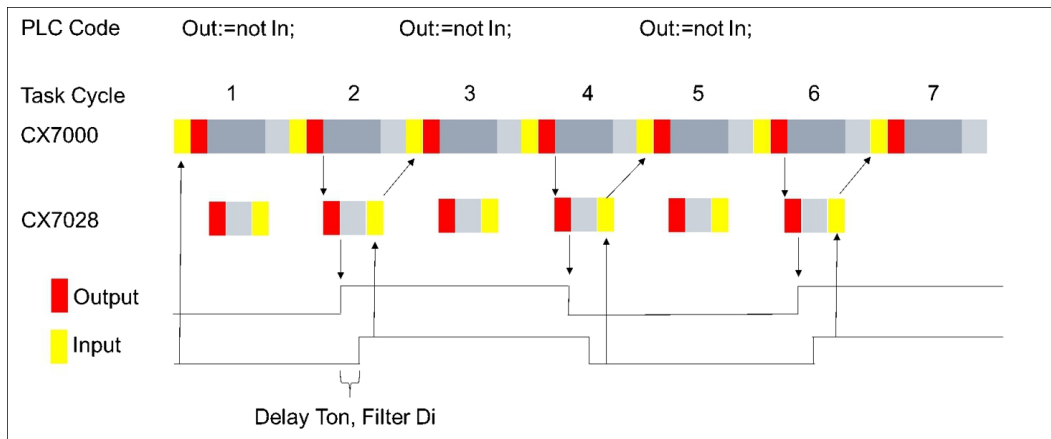 PLC Code Out:=not In; Out:=not In; Out:=not In;
Task Cycle 1 2 3 4 5 6 7
CX7000
CX7028
Output
Input
Delay Ton, Filter Di